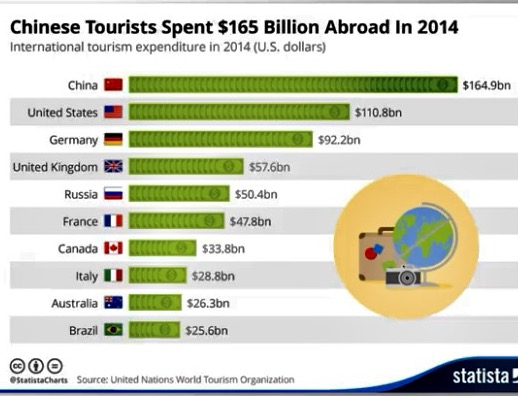 Chinese Tourists Spent $165 Billion Abroad In 2014
International tourism expenditure in 2014 (U.S. dollars)
China $164.9bn
United States $110.8bn
Germany $92.2bn
United Kingdom $57.6bn
Russia $50.4bn
France $47.8bn
Canada $33.8bn
Italy $28.8bn
Australia $26.3bn
Brazil $25.6bn
@StatistaCharts Source: United Nations World Tourism Organization
statista